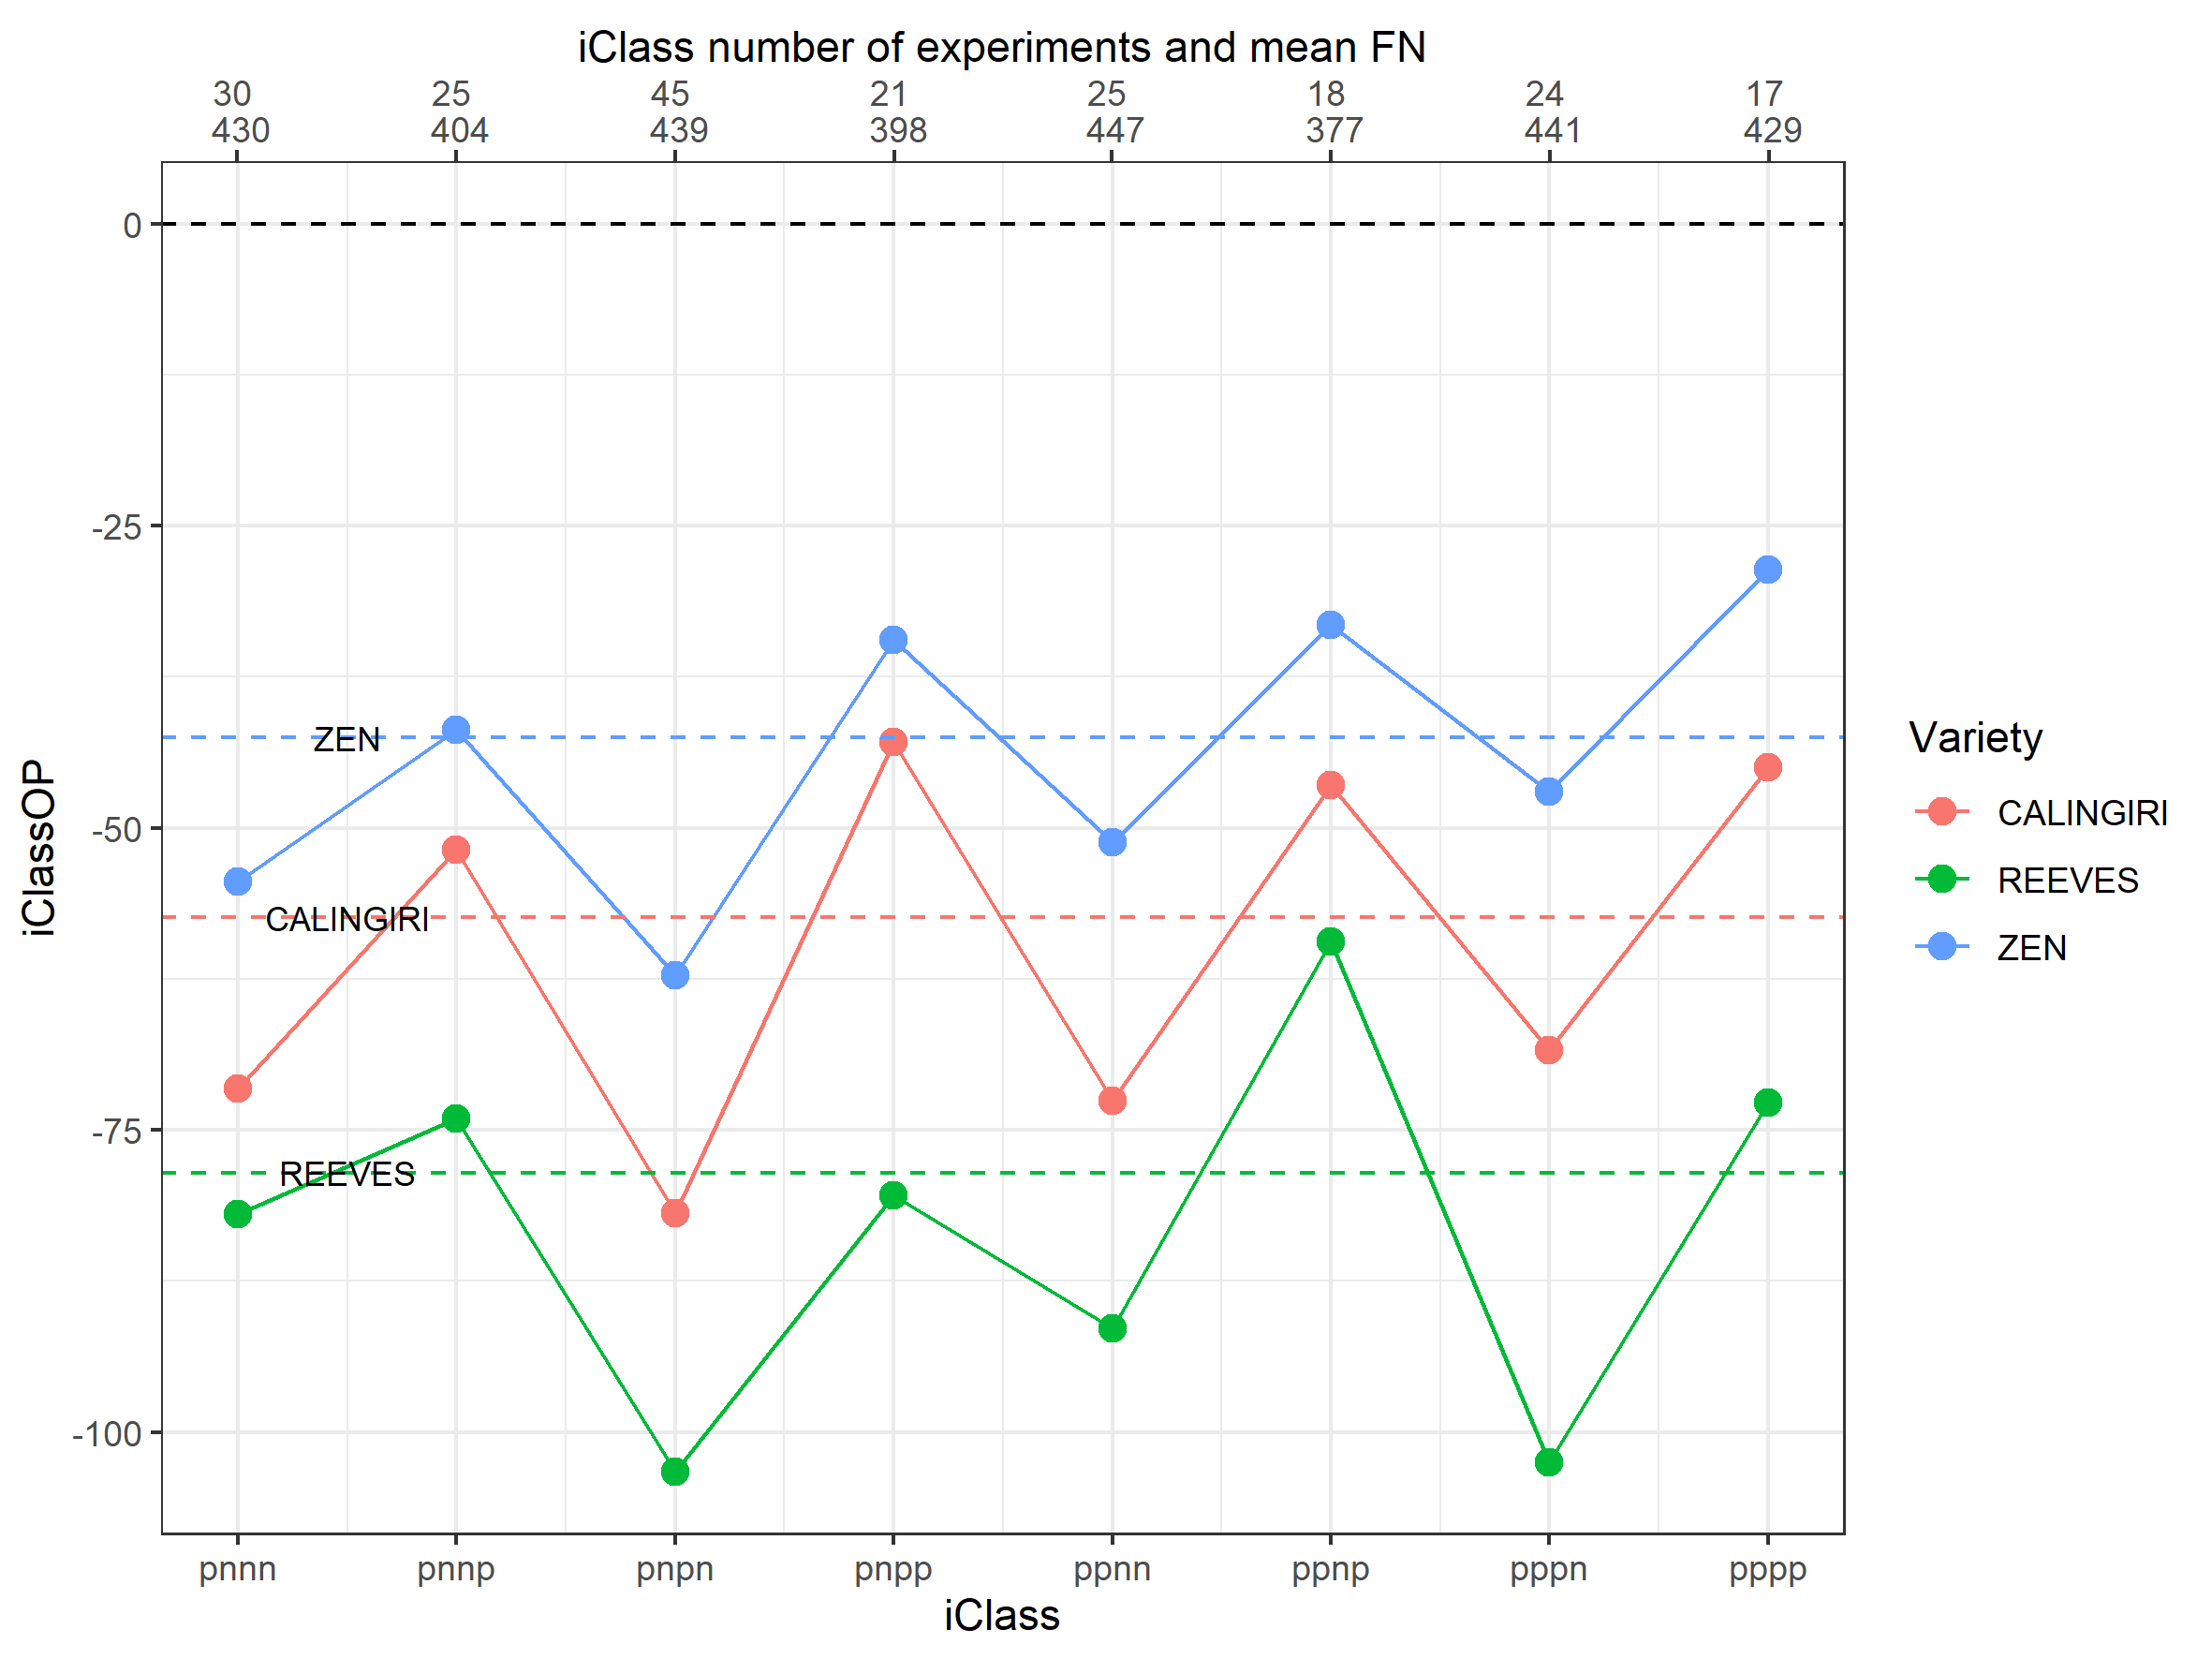 iClass number of experiments and mean FN
30 25 45 21 25 18 24 17
430 404 439 398 447 377 441 429
0
-25
-50
-75
-100
iClassOP
ZEN
CALINGIRI
REEVES
pnnn pnnp pnpn pnpp ppnn ppnp pppn pppp
iClass
Variety
CALINGIRI
REEVES
ZEN